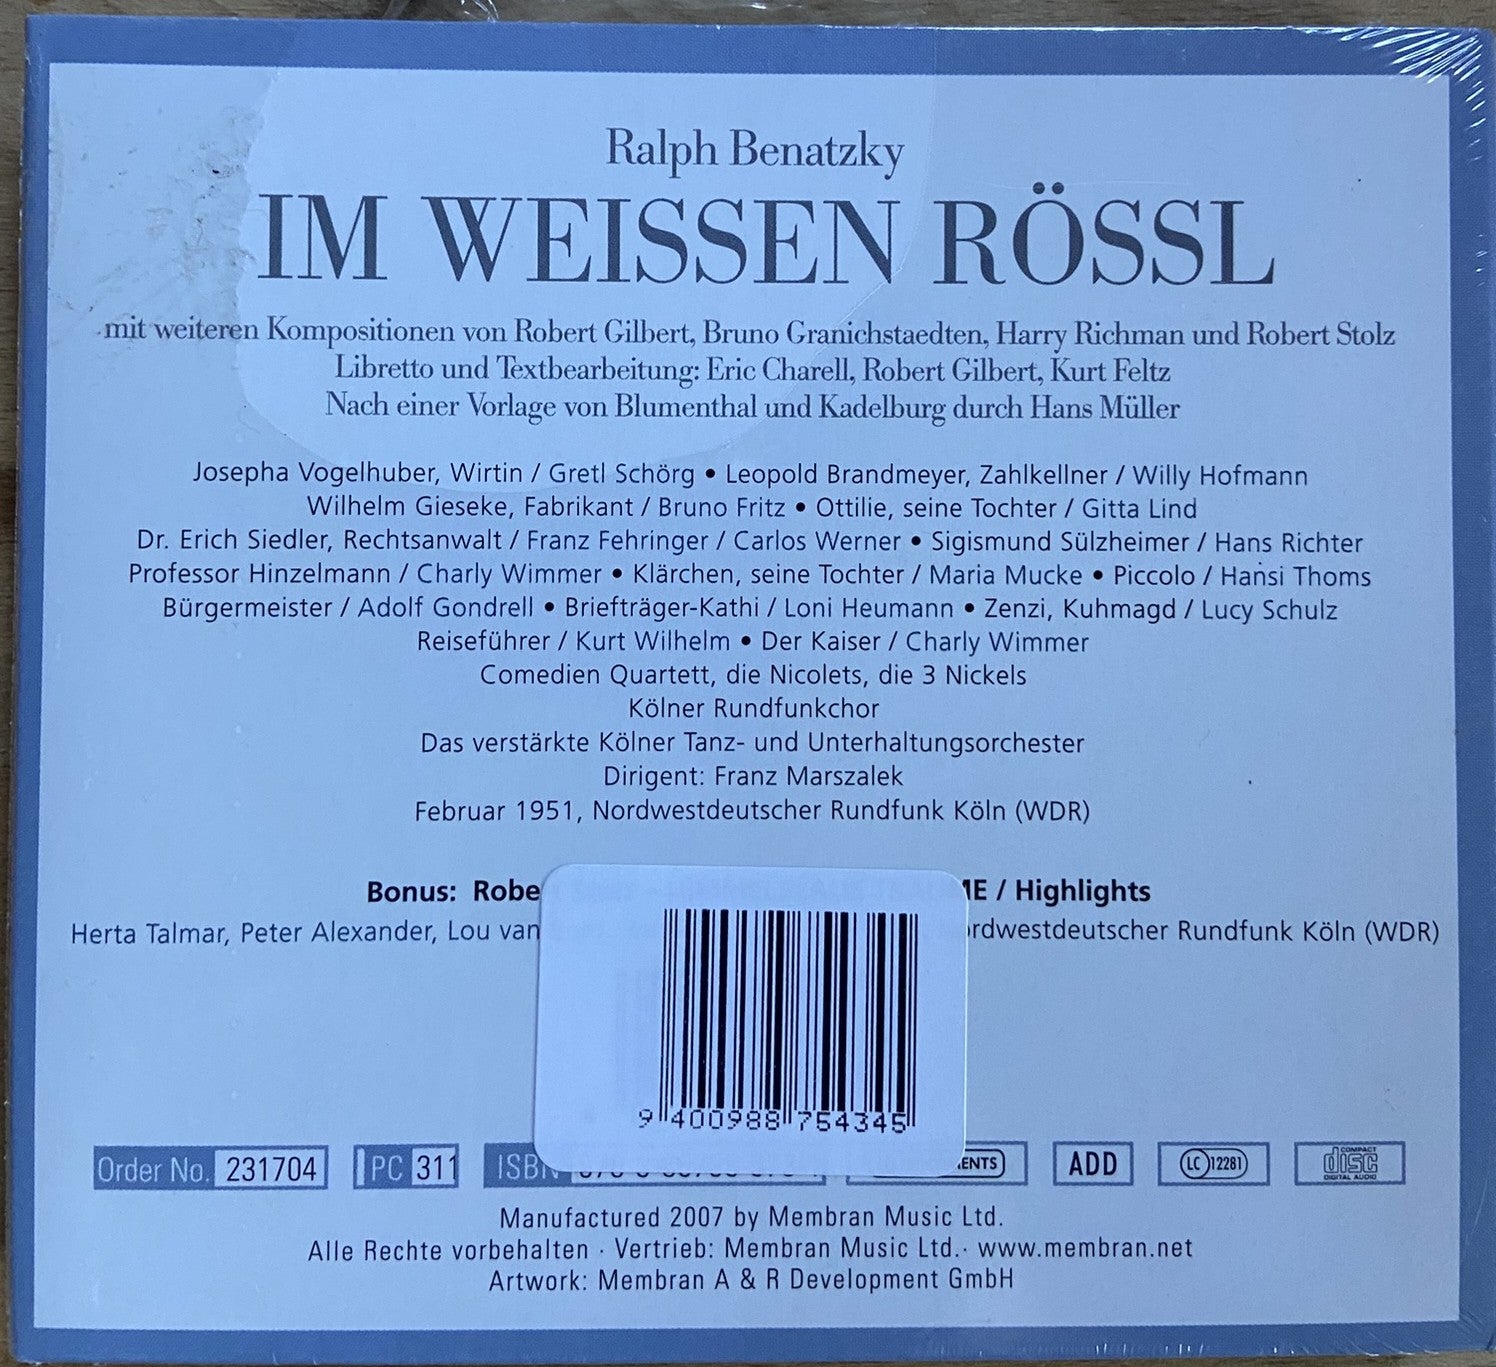 Ralph Benatzky
IM WEISSEN RÖSSL
mit weiteren Kompositionen von Robert Gilbert, Bruno Granichstaedten, Harry Richman und Robert Stolz
Libretto und Textbearbeitung: Eric Charell, Robert Gilbert, Kurt Feltz
Nach einer Vorlage von Blumenthal und Kadelburg durch Hans Müller
Josepha Vogelhuber, Wirtin / Gretl Schörg • Leopold Brandmeyer, Zahlkellner / Willy Hofmann
Wilhelm Gieseke, Fabrikant / Bruno Fritz • Ottilie, seine Tochter / Gitta Lind
Dr. Erich Siedler, Rechtsanwalt / Franz Fehringer / Carlos Werner • Sigismund Sülzheimer / Hans Richter
Professor Hinzelmann / Charly Wimmer • Klärchen, seine Tochter / Maria Mucke • Piccolo / Hansi Thoms
Bürgermeister / Adolf Gondrell • Briefträger-Kathi / Loni Heumann • Zenzi, Kuhmagd / Lucy Schulz
Reiseführer / Kurt Wilhelm • Der Kaiser / Charly Wimmer
Comedien Quartett, die Nicolets, die 3 Nickels
Kölner Rundfunkchor
Das verstärkte Kölner Tanz- und Unterhaltungsorchester
Dirigent: Franz Marszalek
Februar 1951, Nordwestdeutscher Rundfunk Köln (WDR)
Bonus: / Highlights
Herta Talmar, Peter Alexander, Lou van Rundfunk Köln (WDR)
9 400988 754345
Order No. 231704 PC 311 ISBN ADD LC 12281 COMPACT disc DIGITAL AUDIO
Manufactured 2007 by Membran Music Ltd.
Alle Rechte vorbehalten · Vertrieb: Membran Music Ltd. · www.membran.net
Artwork: Membran A & R Development GmbH